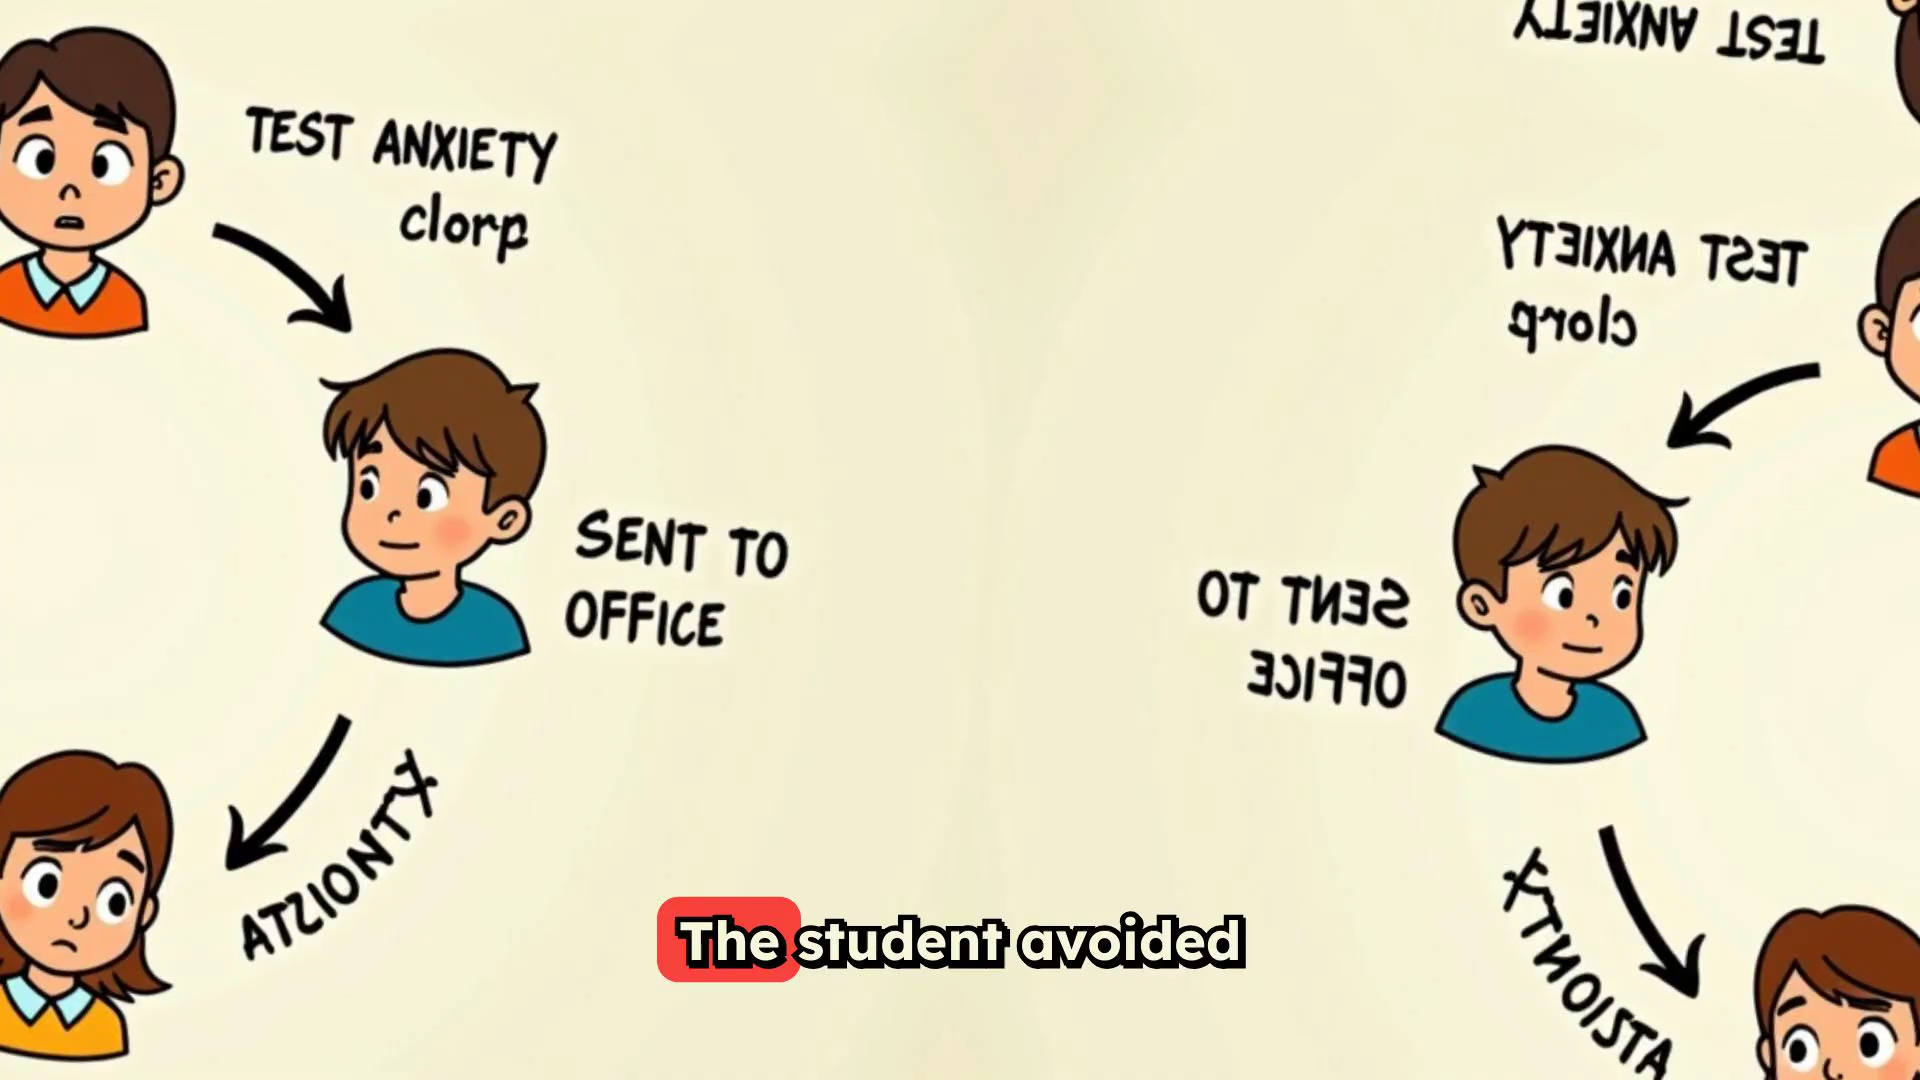 TEST ANXIETY
clorp
SENT TO
OFFICE
ATZIONTY
TEST ANXIETY
TEST ANXIETY
clorp
SENT TO
OFFICE
ATZIONTY
The student avoided